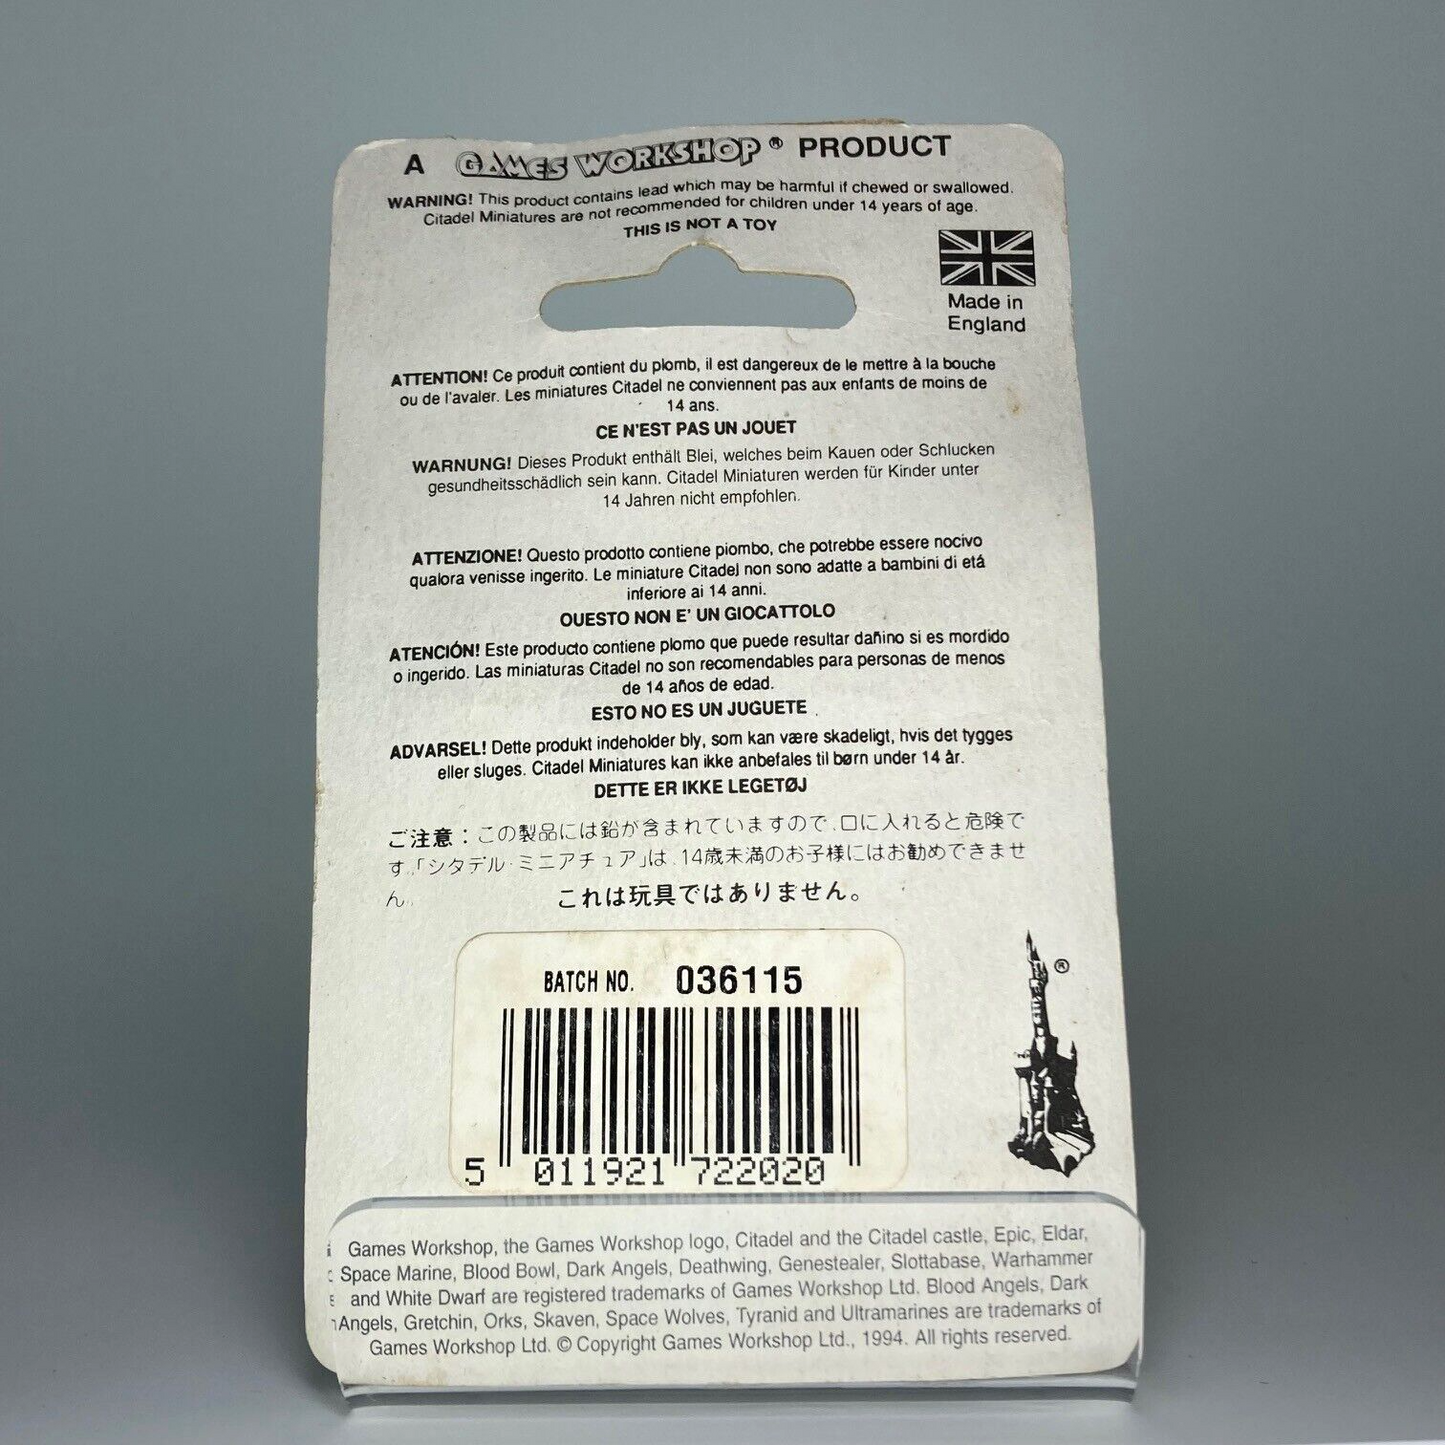 A GAMES WORKSHOP® PRODUCT
WARNING! This product contains lead which may be harmful if chewed or swallowed.
Citadel Miniatures are not recommended for children under 14 years of age.
THIS IS NOT A TOY
Made in
England
ATTENTION! Ce produit contient du plomb, il est dangereux de le mettre à la bouche
ou de l'avaler. Les miniatures Citadel ne conviennent pas aux enfants de moins de
14 ans.
CE N'EST PAS UN JOUET
WARNUNG! Dieses Produkt enthält Blei, welches beim Kauen oder Schlucken
gesundheitsschädlich sein kann. Citadel Miniaturen werden für Kinder unter
14 Jahren nicht empfohlen.
ATTENZIONE! Questo prodotto contiene piombo, che potrebbe essere nocivo
qualora venisse ingerito. Le miniature Citadel non sono adatte a bambini di etá
inferiore ai 14 anni.
QUESTO NON E' UN GIOCATTOLO
ATENCIÓN! Este producto contiene plomo que puede resultar dañino si es mordido
o ingerido. Las miniaturas Citadel no son recomendables para personas de menos
de 14 años de edad.
ESTO NO ES UN JUGUETE
ADVARSEL! Dette produkt indeholder bly, som kan være skadeligt, hvis det tygges
eller sluges. Citadel Miniatures kan ikke anbefales til børn under 14 år.
DETTE ER IKKE LEGETØJ
ご注意：この製品には鉛が含まれていますので、口に入れると危険で
す。「シタデル・ミニアチュア」は、14歳未満のお子様にはお勧めできませ
ん。 これは玩具ではありません。
BATCH NO. 036115
®
5 011921 722020
Games Workshop, the Games Workshop logo, Citadel and the Citadel castle, Epic, Eldar,
Space Marine, Blood Bowl, Dark Angels, Deathwing, Genestealer, Slottabase, Warhammer
and White Dwarf are registered trademarks of Games Workshop Ltd. Blood Angels, Dark
Angels, Gretchin, Orks, Skaven, Space Wolves, Tyranid and Ultramarines are trademarks of
Games Workshop Ltd. © Copyright Games Workshop Ltd., 1994. All rights reserved.